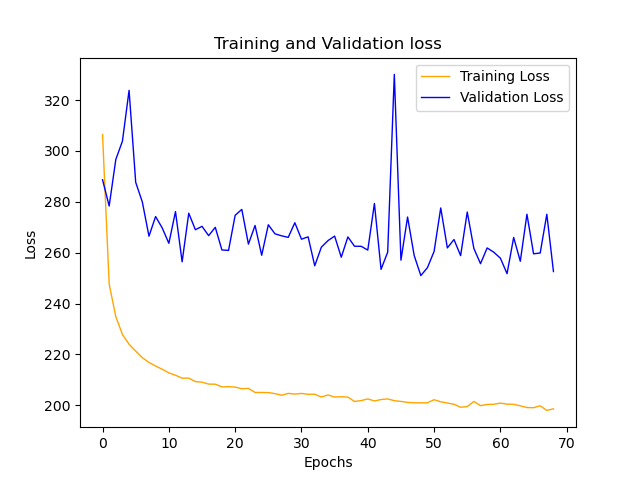 Training and Validation loss
Training Loss
Validation Loss
320
300
280
260
240
220
200
Loss
0 10 20 30 40 50 60 70
Epochs